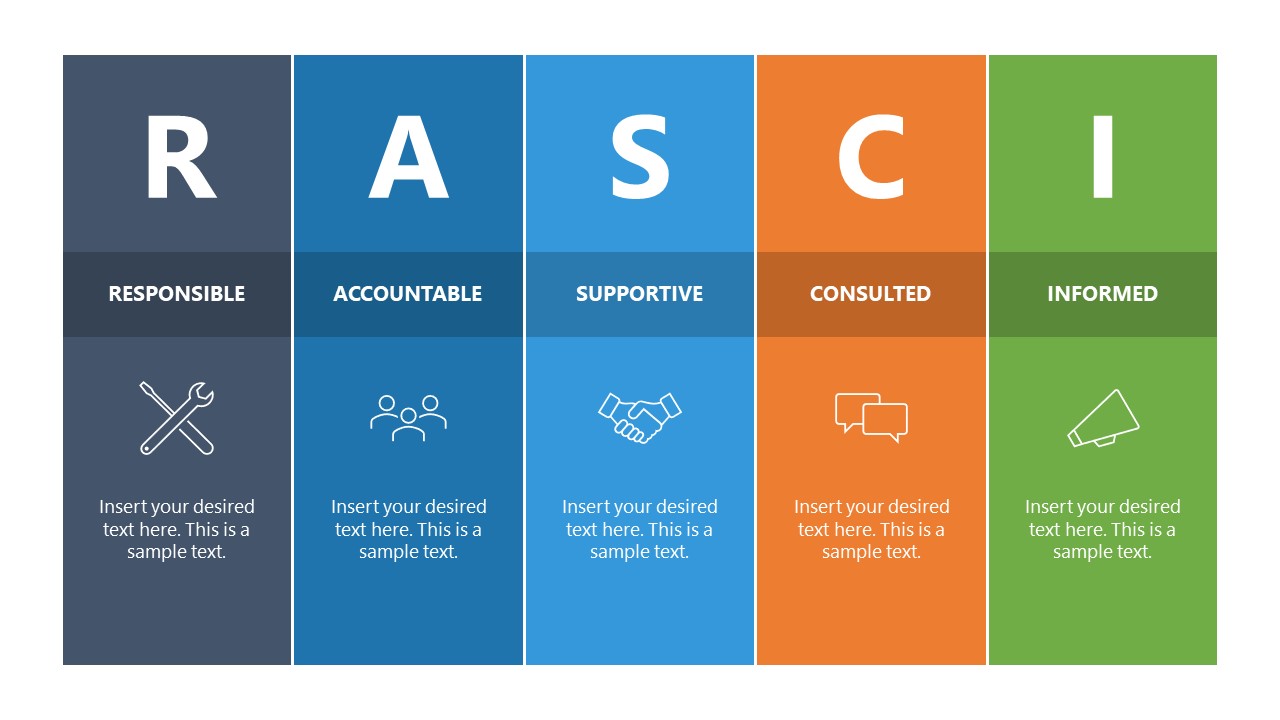 R
A
S
C
I
RESPONSIBLE
ACCOUNTABLE
SUPPORTIVE
CONSULTED
INFORMED
Insert your desired
text here. This is a
sample text.
Insert your desired
text here. This is a
sample text.
Insert your desired
text here. This is a
sample text.
Insert your desired
text here. This is a
sample text.
Insert your desired
text here. This is a
sample text.